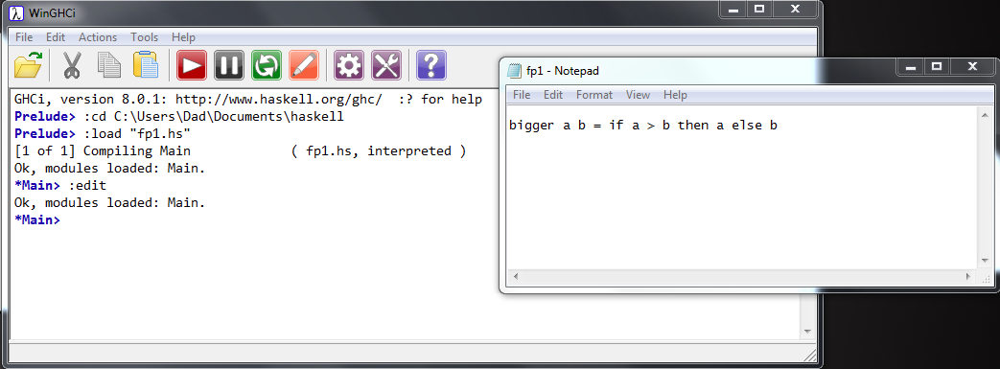 WinGHCi
File Edit Actions Tools Help
GHCi, version 8.0.1: http://www.haskell.org/ghc/  :? for help
Prelude> :cd C:\Users\Dad\Documents\haskell
Prelude> :load "fp1.hs"
[1 of 1] Compiling Main             ( fp1.hs, interpreted )
Ok, modules loaded: Main.
*Main> :edit
Ok, modules loaded: Main.
*Main>
fp1 - Notepad
File Edit Format View Help
bigger a b = if a > b then a else b